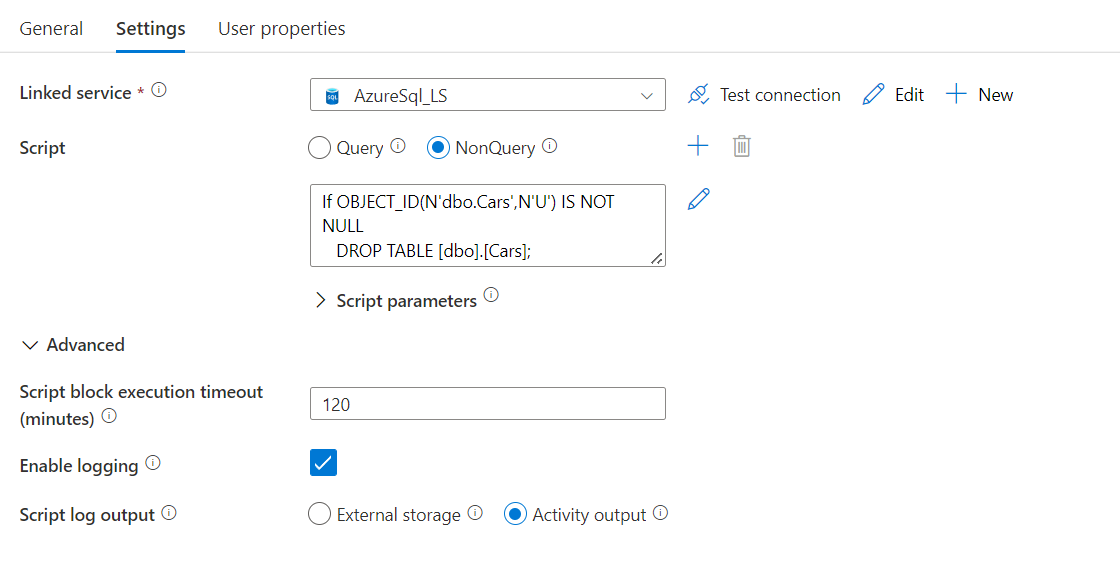 General Settings User properties
Linked service * AzureSql_LS Test connection Edit New
Script Query NonQuery
If OBJECT_ID(N'dbo.Cars',N'U') IS NOT
NULL
DROP TABLE [dbo].[Cars];
Script parameters
Advanced
Script block execution timeout
(minutes) 120
Enable logging
Script log output External storage Activity output